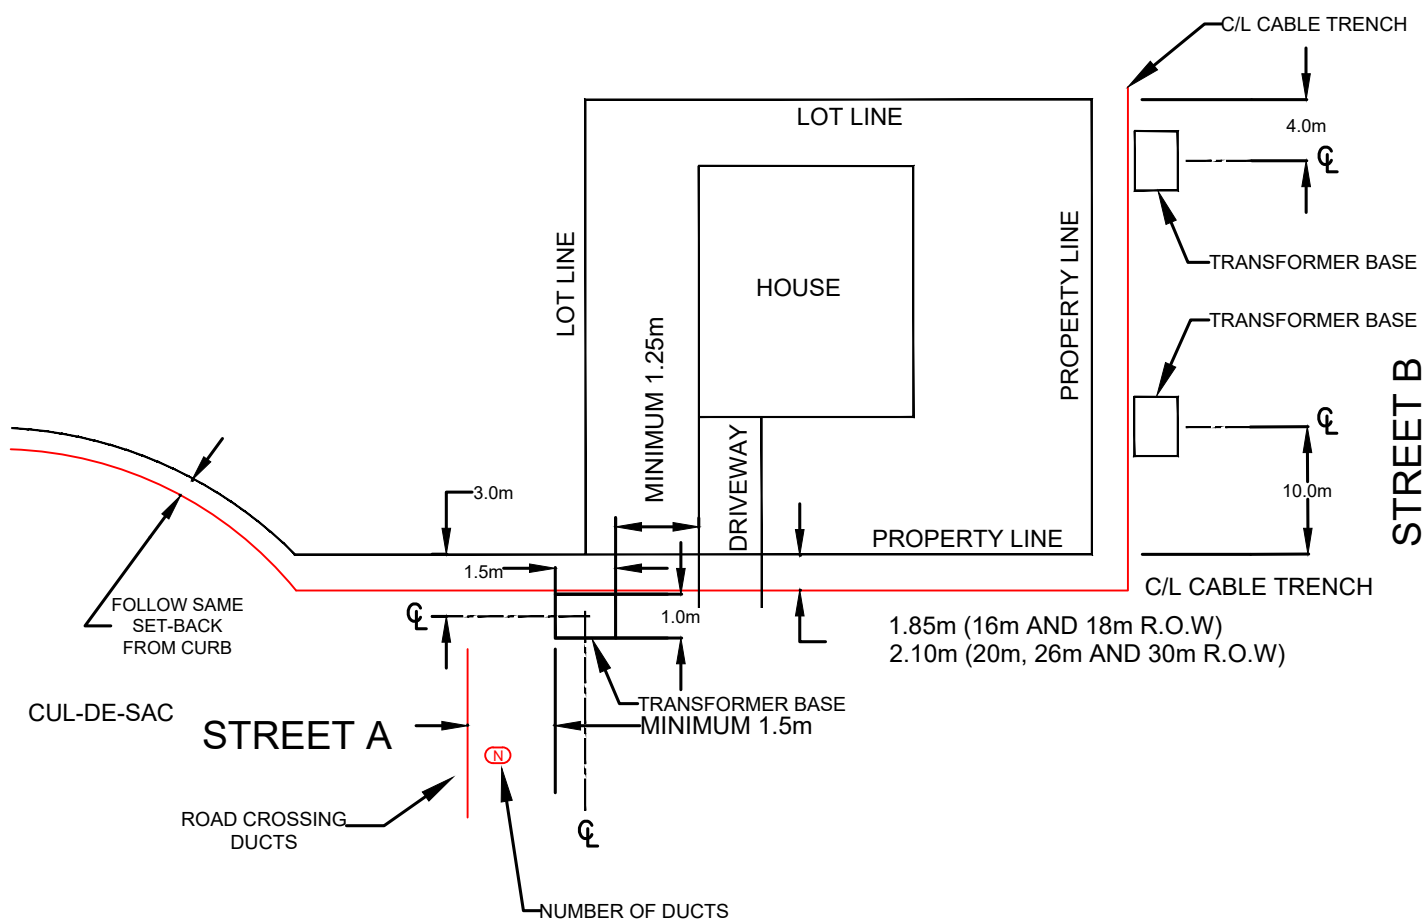 C/L CABLE TRENCH
LOT LINE
4.0m
℄
LOT LINE
PROPERTY LINE
HOUSE
TRANSFORMER BASE
TRANSFORMER BASE
MINIMUM 1.25m
STREET B
℄
DRIVEWAY
3.0m
10.0m
PROPERTY LINE
1.5m
C/L CABLE TRENCH
FOLLOW SAME
SET-BACK
FROM CURB
℄
1.0m
1.85m (16m AND 18m R.O.W)
2.10m (20m, 26m AND 30m R.O.W)
TRANSFORMER BASE
CUL-DE-SAC
STREET A
MINIMUM 1.5m
N
ROAD CROSSING
DUCTS
℄
NUMBER OF DUCTS